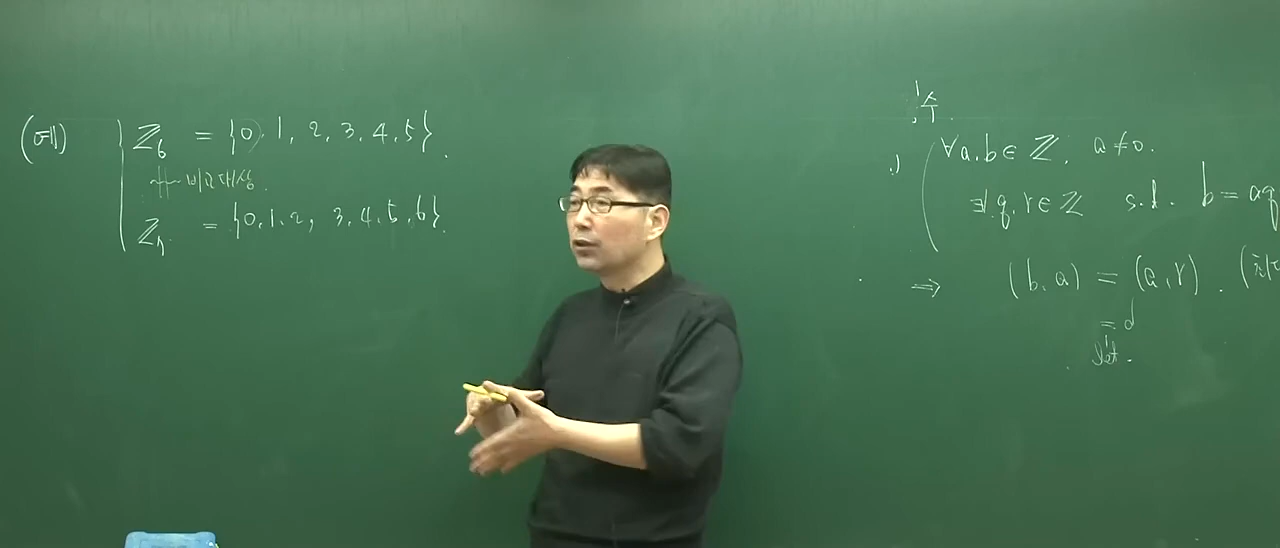 (예)
ℤ₆ = {0, 1, 2, 3, 4, 5}.
비교대상.
ℤ₇ = {0, 1, 2, 3, 4, 5, 6}.
∀a, b ∈ ℤ, a ≠ 0.
∃! q, r ∈ ℤ s.t. b = aq
⇒ (b, a) = (a, r).
= d
let.